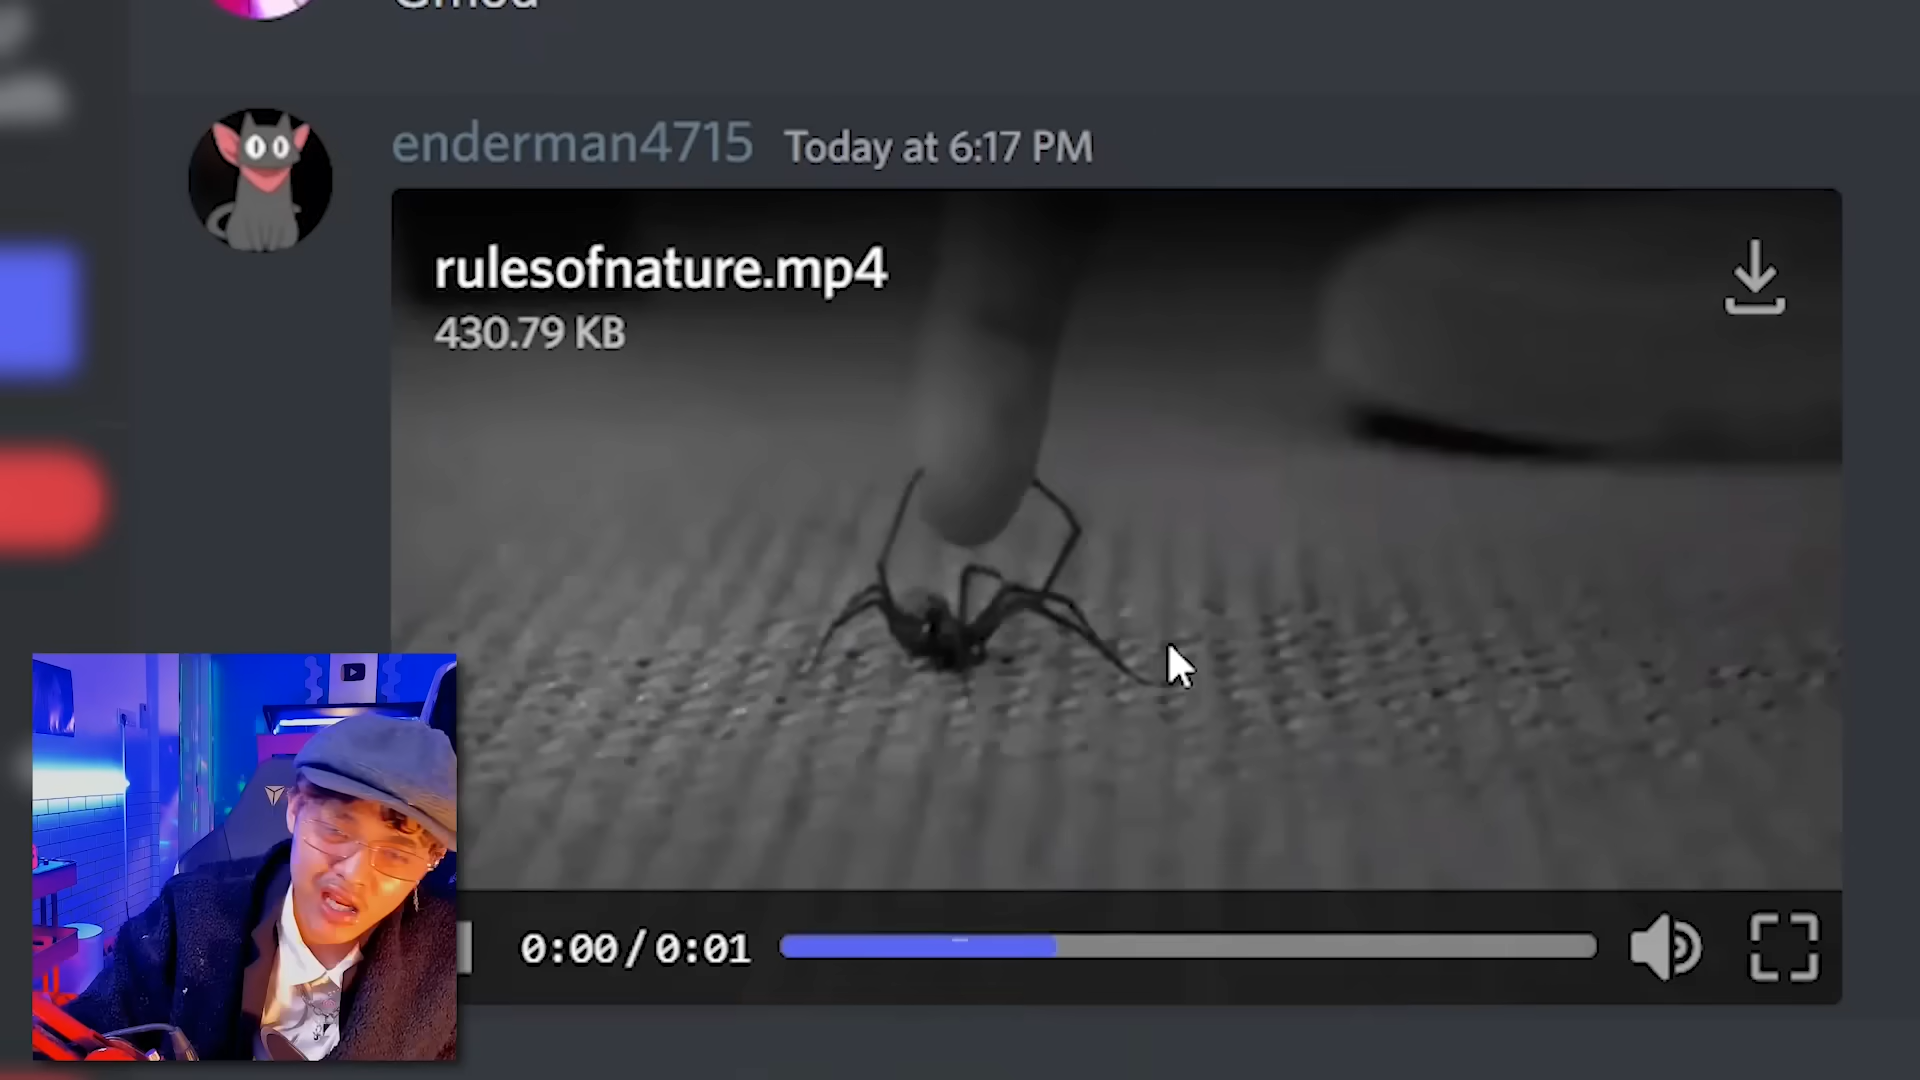 enderman4715 Today at 6:17 PM
rulesofnature.mp4
430.79 KB
0:00/0:01